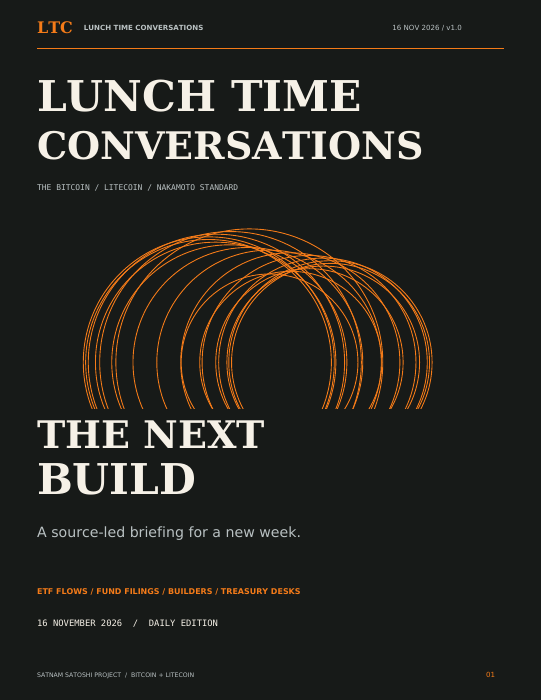 LTC LUNCH TIME CONVERSATIONS 16 NOV 2026 / v1.0
LUNCH TIME
CONVERSATIONS
THE BITCOIN / LITECOIN / NAKAMOTO STANDARD
THE NEXT
BUILD
A source-led briefing for a new week.
ETF FLOWS / FUND FILINGS / BUILDERS / TREASURY DESKS
16 NOVEMBER 2026 / DAILY EDITION
SATNAM SATOSHI PROJECT / BITCOIN + LITECOIN 01